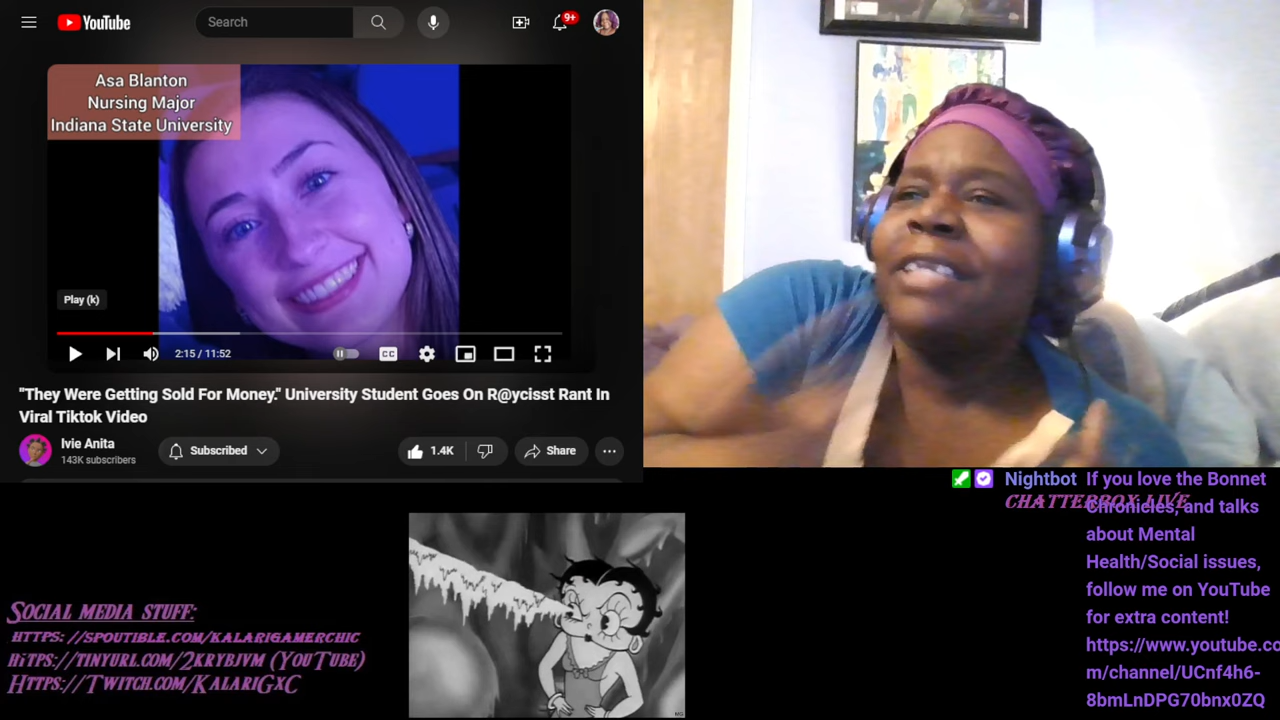 YouTube
Search
9+
Asa Blanton
Nursing Major
Indiana State University
Play (k)
2:15 / 11:52
CC
"They Were Getting Sold For Money." University Student Goes On R@ycisst Rant In
Viral Tiktok Video
Ivie Anita
143K subscribers
Subscribed
1.4K
Share
Nightbot
If you love the Bonnet
Chatterbox Live
Chronicles, and talks
about Mental
Health/Social issues,
follow me on YouTube
for extra content!
https://www.youtube.co
m/channel/UCnf4h6-
8bmLnDPG70bnx0ZQ
Social media stuff:
https://spoutible.com/kalarigamerchic
https://tinyurl.com/2krybjvm (YouTube)
Https://Twitch.com/KalariGxC